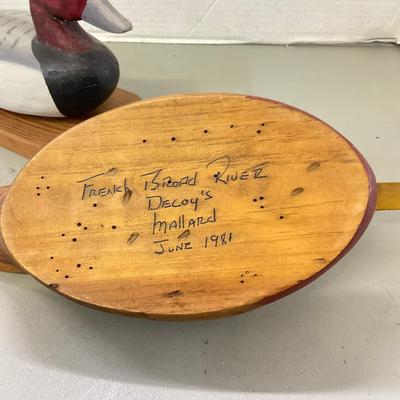 French Broad River
Decoy's
Mallard
June 1981